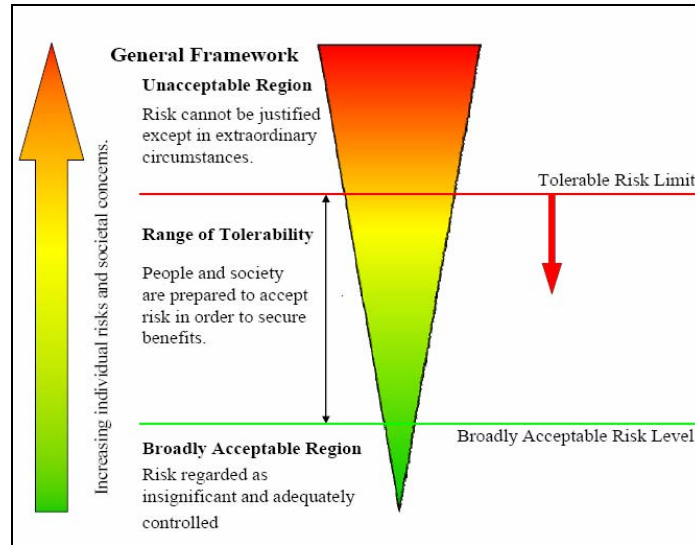 General Framework
Unacceptable Region
Risk cannot be justified
except in extraordinary
circumstances.
Tolerable Risk Limit
Range of Tolerability
People and society
are prepared to accept
risk in order to secure
benefits.
Broadly Acceptable Risk Level
Broadly Acceptable Region
Risk regarded as
insignificant and adequately
controlled
Increasing individual risks and societal concerns.